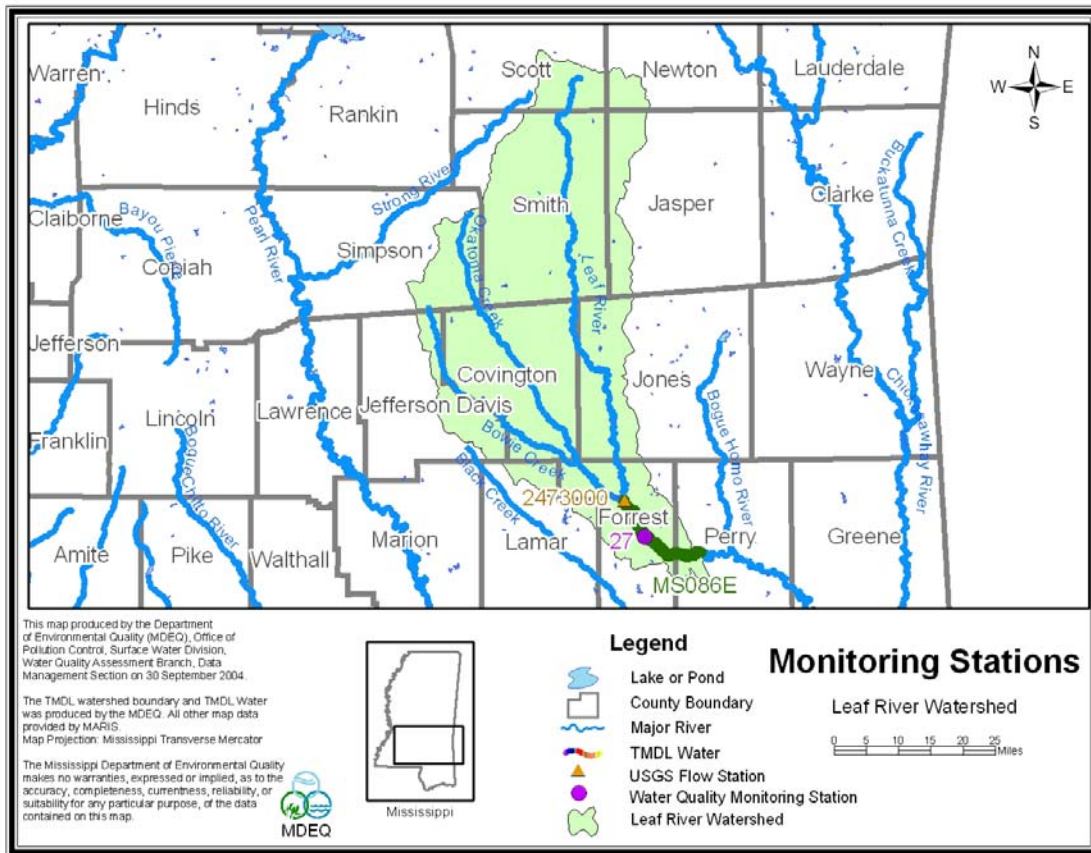 Warren
Hinds
Rankin
Scott
Newton
Lauderdale
N
W
E
S
Claiborne
Bayou Pierre
Copiah
Pearl River
Strong River
Simpson
Okatoma Creek
Smith
Leaf River
Jasper
Clarke
Buckatunna Creek
Jefferson
Franklin
Lincoln
Bogue Chitto River
Lawrence
Jefferson Davis
Covington
Bowie Creek
Black Creek
Jones
Bogue Homo River
Wayne
Chickasawhay River
Amite
Pike
Walthall
Marion
Lamar
2473000
Forrest
27
MS086E
Perry
Greene
This map produced by the Department
of Environmental Quality (MDEQ), Office of
Pollution Control, Surface Water Division,
Water Quality Assessment Branch, Data
Management Section on 30 September 2004.
The TMDL watershed boundary and TMDL Water
was produced by the MDEQ. All other map data
provided by MARIS.
Map Projection: Mississippi Transverse Mercator
The Mississippi Department of Environmental Quality
makes no warranties, expressed or implied, as to the
accuracy, completeness, currentness, reliability, or
suitability for any particular purpose, of the data
contained on this map.
MDEQ
Mississippi
Legend
Lake or Pond
County Boundary
Major River
TMDL Water
USGS Flow Station
Water Quality Monitoring Station
Leaf River Watershed
Monitoring Stations
Leaf River Watershed
0 5 10 15 20 25
Miles